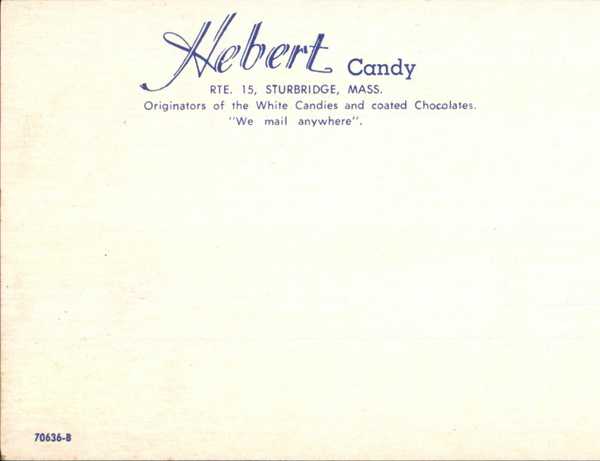 Hebert Candy
RTE. 15, STURBRIDGE, MASS.
Originators of the White Candies and coated Chocolates.
"We mail anywhere".
70636-B